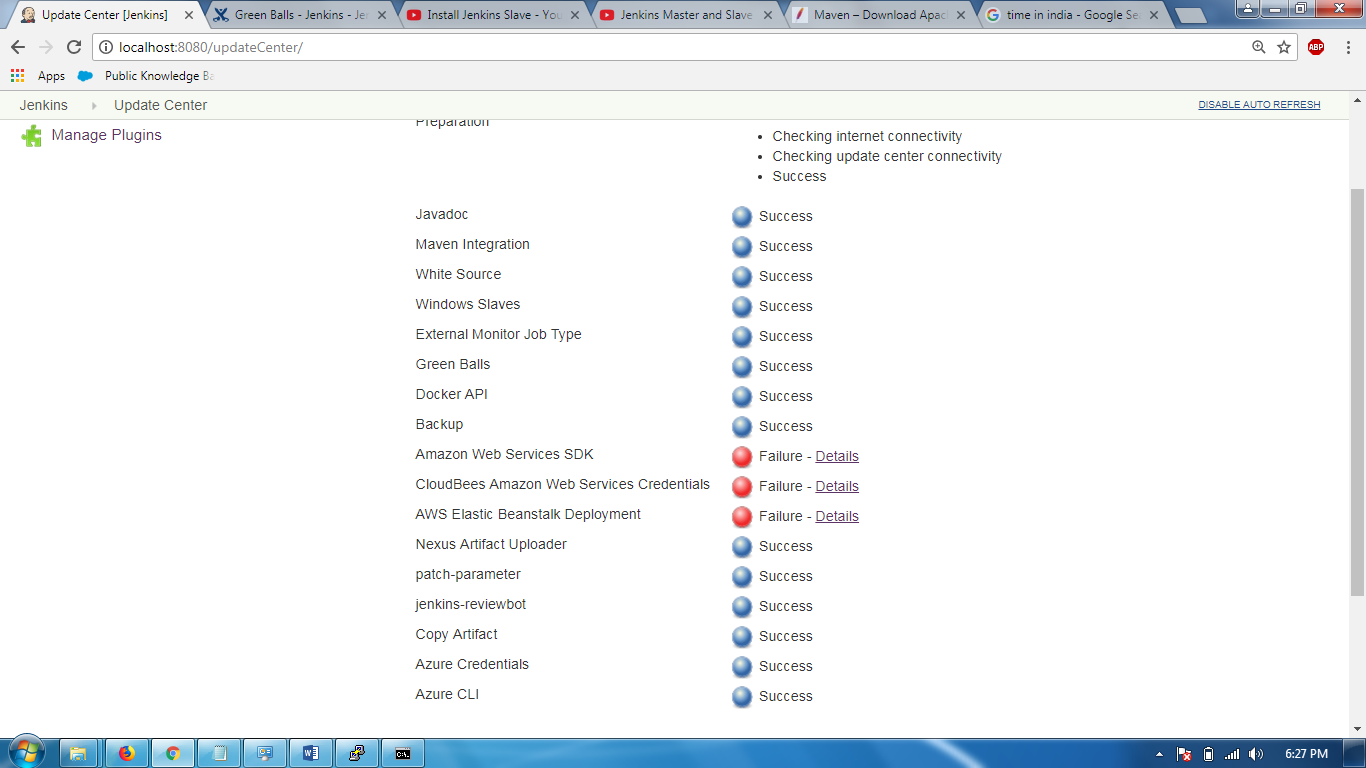 Update Center [Jenkins]
Green Balls - Jenkins - Je
Install Jenkins Slave - You
Jenkins Master and Slave
Maven – Download Apac
time in india - Google Se
localhost:8080/updateCenter/
ABP
Apps
Public Knowledge Ba
Jenkins
Update Center
DISABLE AUTO REFRESH
Manage Plugins
Preparation
• Checking internet connectivity
• Checking update center connectivity
• Success
Javadoc Success
Maven Integration Success
White Source Success
Windows Slaves Success
External Monitor Job Type Success
Green Balls Success
Docker API Success
Backup Success
Amazon Web Services SDK Failure - Details
CloudBees Amazon Web Services Credentials Failure - Details
AWS Elastic Beanstalk Deployment Failure - Details
Nexus Artifact Uploader Success
patch-parameter Success
jenkins-reviewbot Success
Copy Artifact Success
Azure Credentials Success
Azure CLI Success
6:27 PM